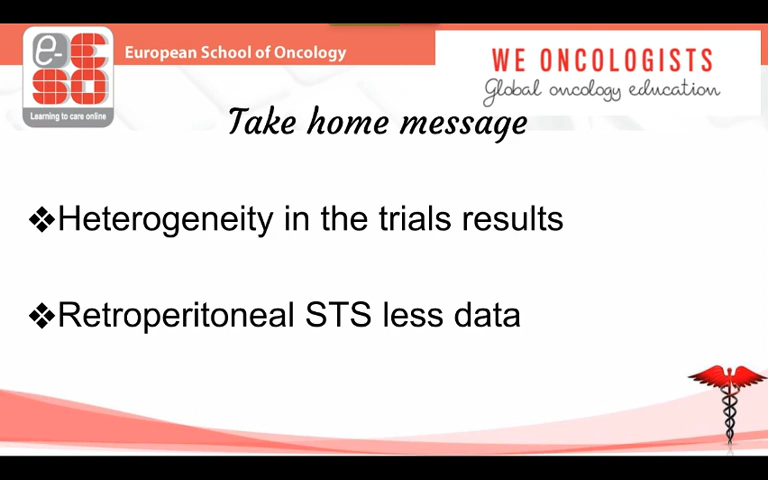 e-ESO
Learning to care online
European School of Oncology
WE ONCOLOGISTS
Global oncology education
Take home message
❖Heterogeneity in the trials results
❖Retroperitoneal STS less data